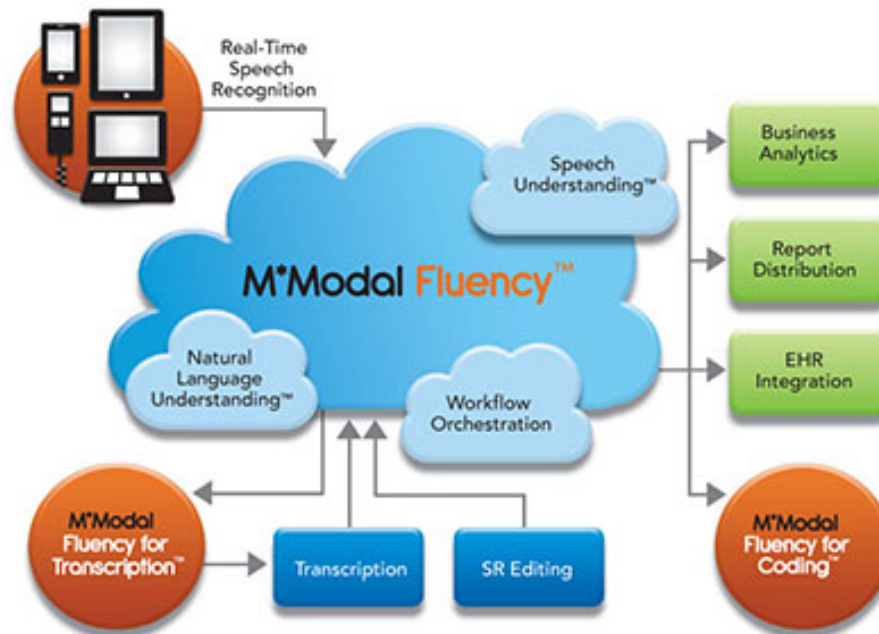 Real-Time
Speech
Recognition
Speech
Understanding™
Business
Analytics
M*Modal Fluency™
Report
Distribution
Natural
Language
Understanding™
Workflow
Orchestration
EHR
Integration
M*Modal
Fluency for
Transcription™
Transcription
SR Editing
M*Modal
Fluency for
Coding™